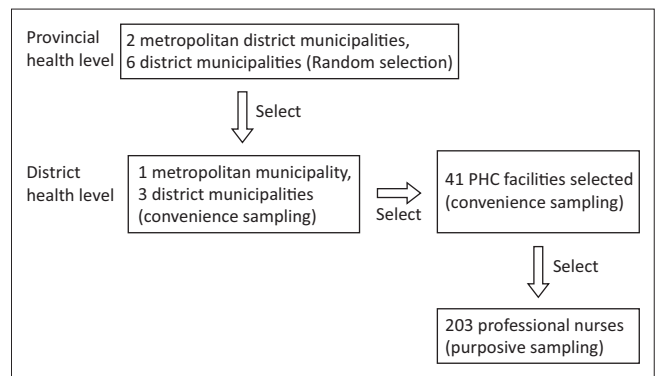 Provincial
health level
2 metropolitan district municipalities,
6 district municipalities (Random selection)
Select
District
health level
1 metropolitan municipality,
3 district municipalities
(convenience sampling)
Select
41 PHC facilities selected
(convenience sampling)
Select
203 professional nurses
(purposive sampling)